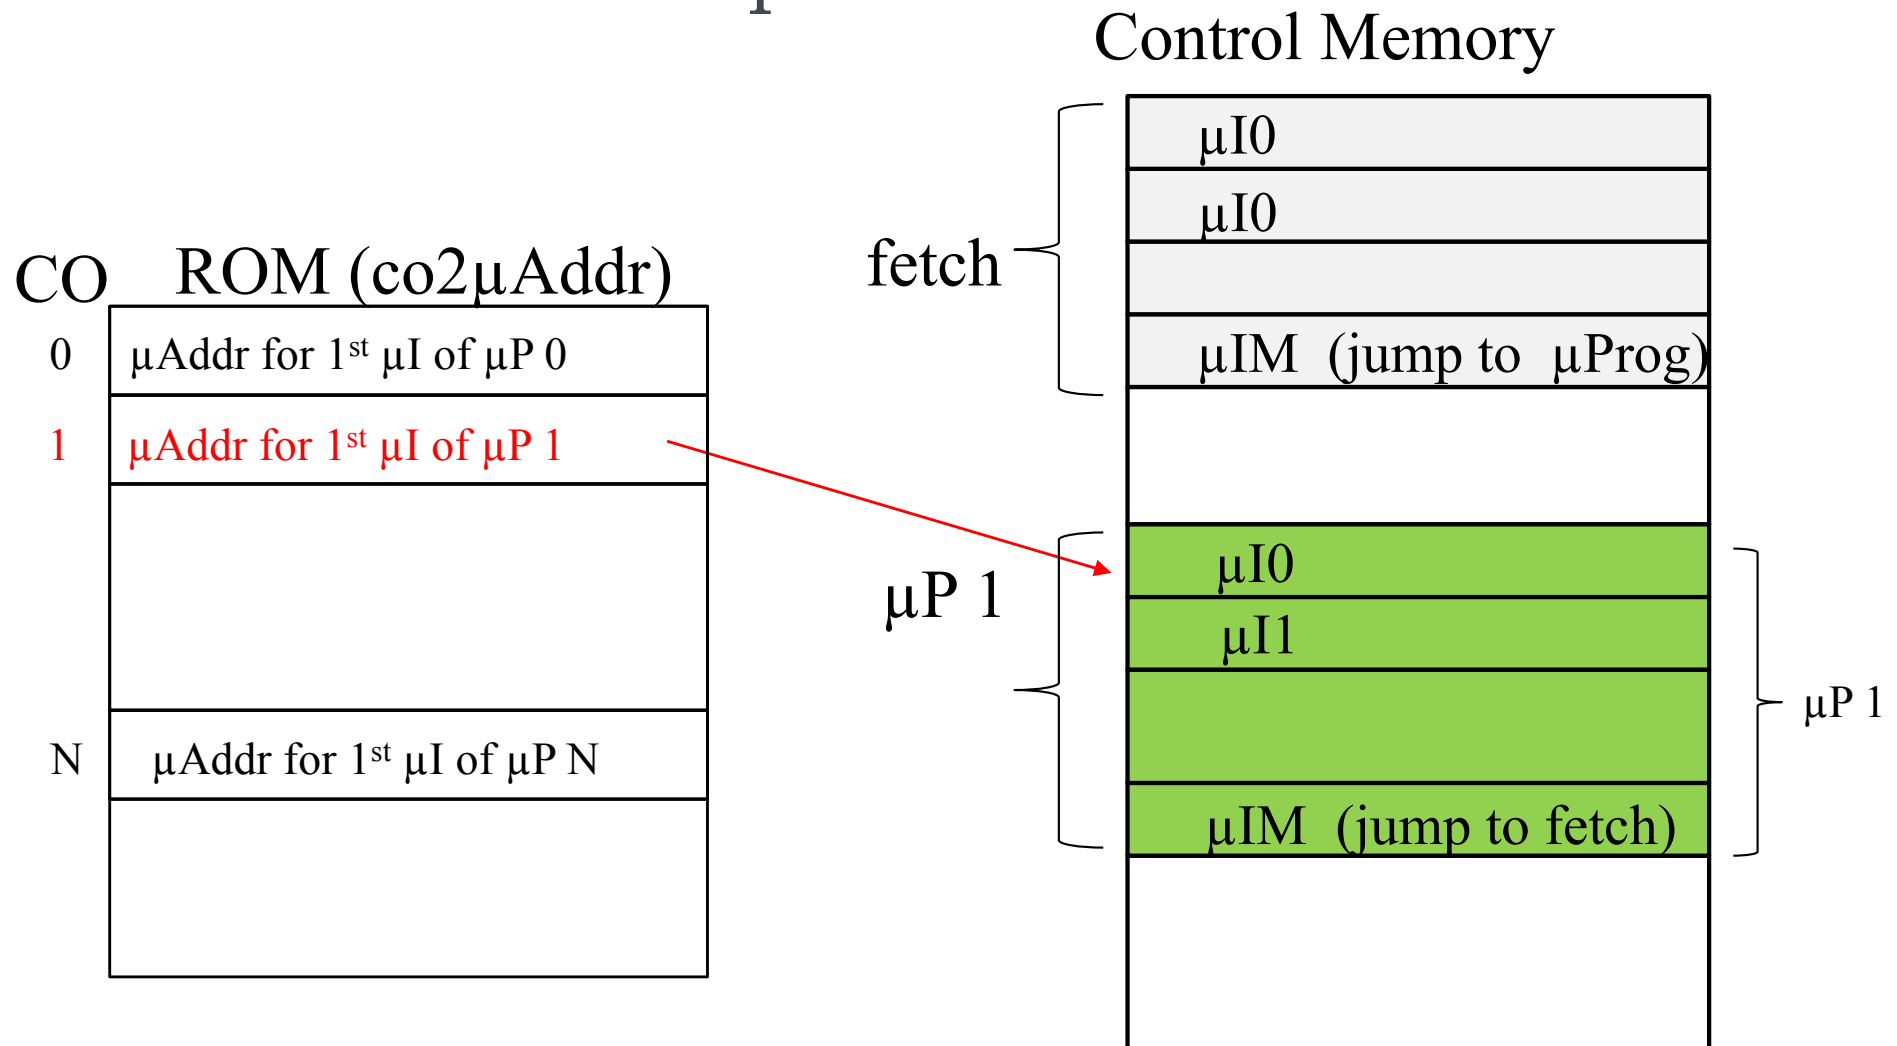 Control Memory
µI0
µI0
fetch
µIM (jump to µProg)
CO ROM (co2µAddr)
0 µAddr for 1st µI of µP 0
1 µAddr for 1st µI of µP 1
N µAddr for 1st µI of µP N
µP 1
µI0
µI1
µIM (jump to fetch)
µP 1